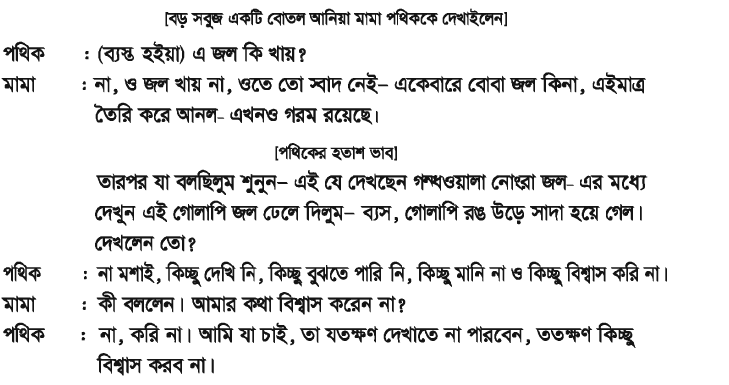 [বড় সবুজ একটি বোতল আনিয়া মামা পথিককে দেখাইলেন]
পথিক : (ব্যস্ত হইয়া) এ জল কি খায়?
মামা : না, ও জল খায় না, ওতে তো স্বাদ নেই– একেবারে বোবা জল কিনা, এইমাত্র
তৈরি করে আনল- এখনও গরম রয়েছে।
[পথিকের হতাশ ভাব]
তারপর যা বলছিলুম শুনুন– এই যে দেখছেন গন্ধওয়ালা নোংরা জল- এর মধ্যে
দেখুন এই গোলাপি জল ঢেলে দিলুম– ব্যস, গোলাপি রঙ উড়ে সাদা হয়ে গেল।
দেখলেন তো?
পথিক : না মশাই, কিচ্ছু দেখি নি, কিচ্ছু বুঝতে পারি নি, কিচ্ছু মানি না ও কিচ্ছু বিশ্বাস করি না।
মামা : কী বললেন। আমার কথা বিশ্বাস করেন না?
পথিক : না, করি না। আমি যা চাই, তা যতক্ষণ দেখাতে না পারবেন, ততক্ষণ কিচ্ছু
বিশ্বাস করব না।